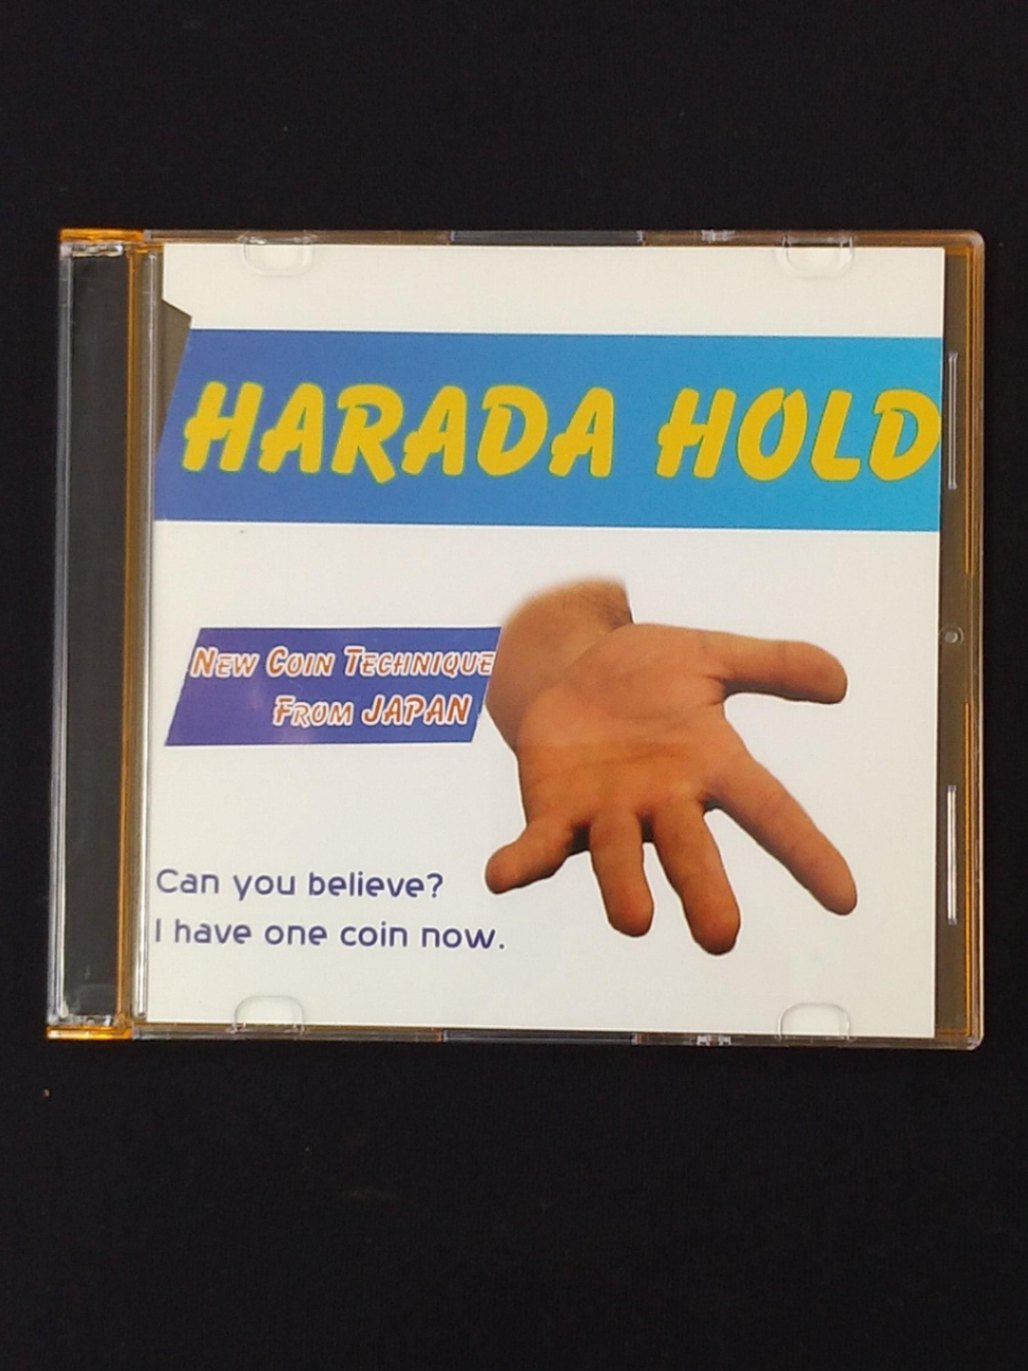 HARADA HOLD
NEW COIN TECHNIQUE
FROM JAPAN
Can you believe?
I have one coin now.